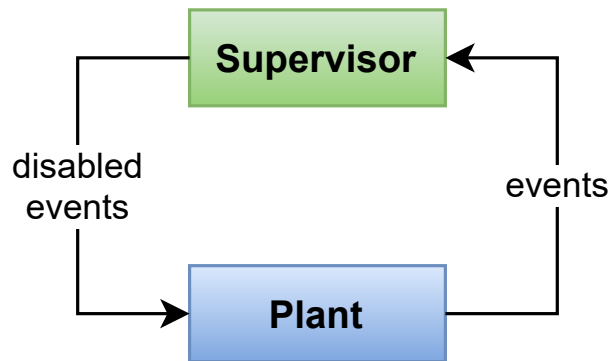 Supervisor
disabled
events
events
Plant